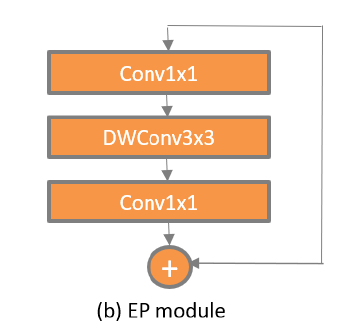 Conv1x1
DWConv3x3
Conv1x1
+
(b) EP module